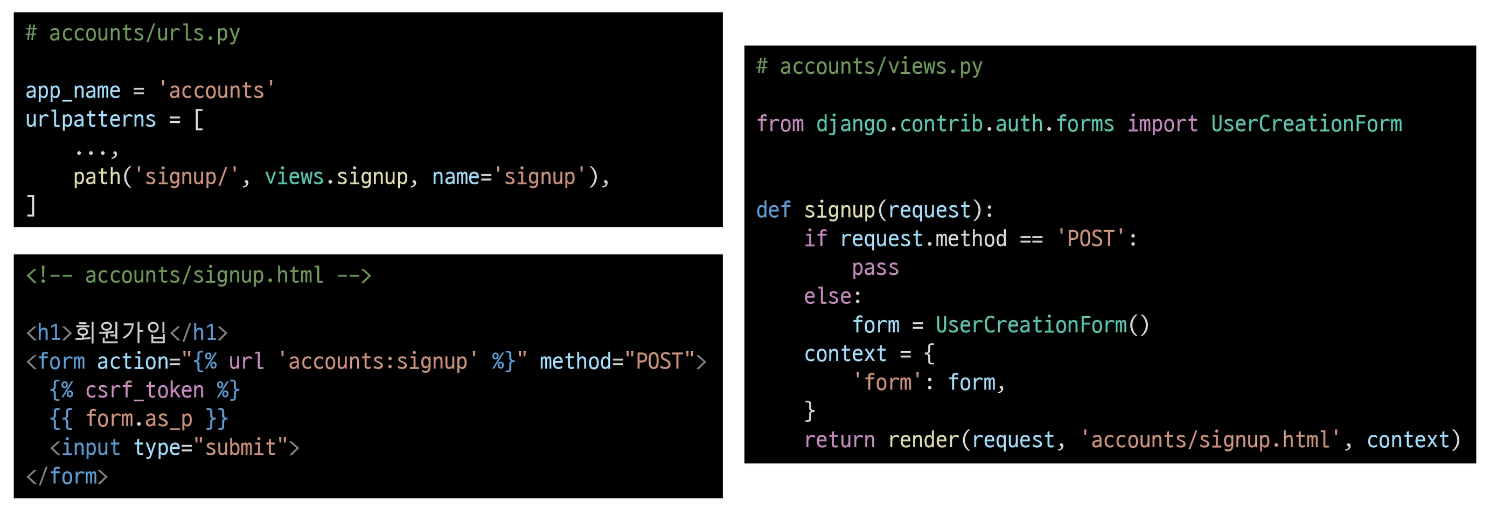 # accounts/urls.py
app_name = 'accounts'
urlpatterns = [
    ...,
    path('signup/', views.signup, name='signup'),
]
<!-- accounts/signup.html -->
<h1>회원가입</h1>
<form action="{% url 'accounts:signup' %}" method="POST">
  {% csrf_token %}
  {{ form.as_p }}
  <input type="submit">
</form>
# accounts/views.py
from django.contrib.auth.forms import UserCreationForm
def signup(request):
    if request.method == 'POST':
        pass
    else:
        form = UserCreationForm()
    context = {
        'form': form,
    }
    return render(request, 'accounts/signup.html', context)